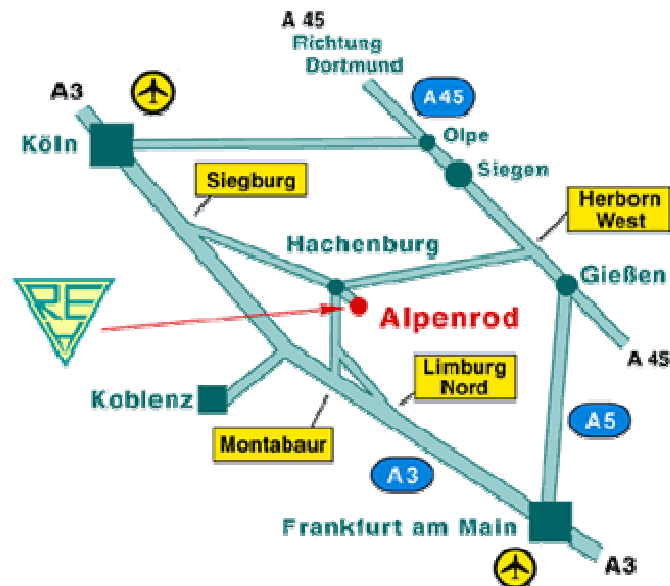 A 45
Richtung
Dortmund
A3
A45
Köln
Olpe
Siegen
Siegburg
Herborn
West
Hachenburg
Gießen
RE
A
Alpenrod
A 45
Limburg
Nord
Koblenz
A5
Montabaur
A3
Frankfurt am Main
A3